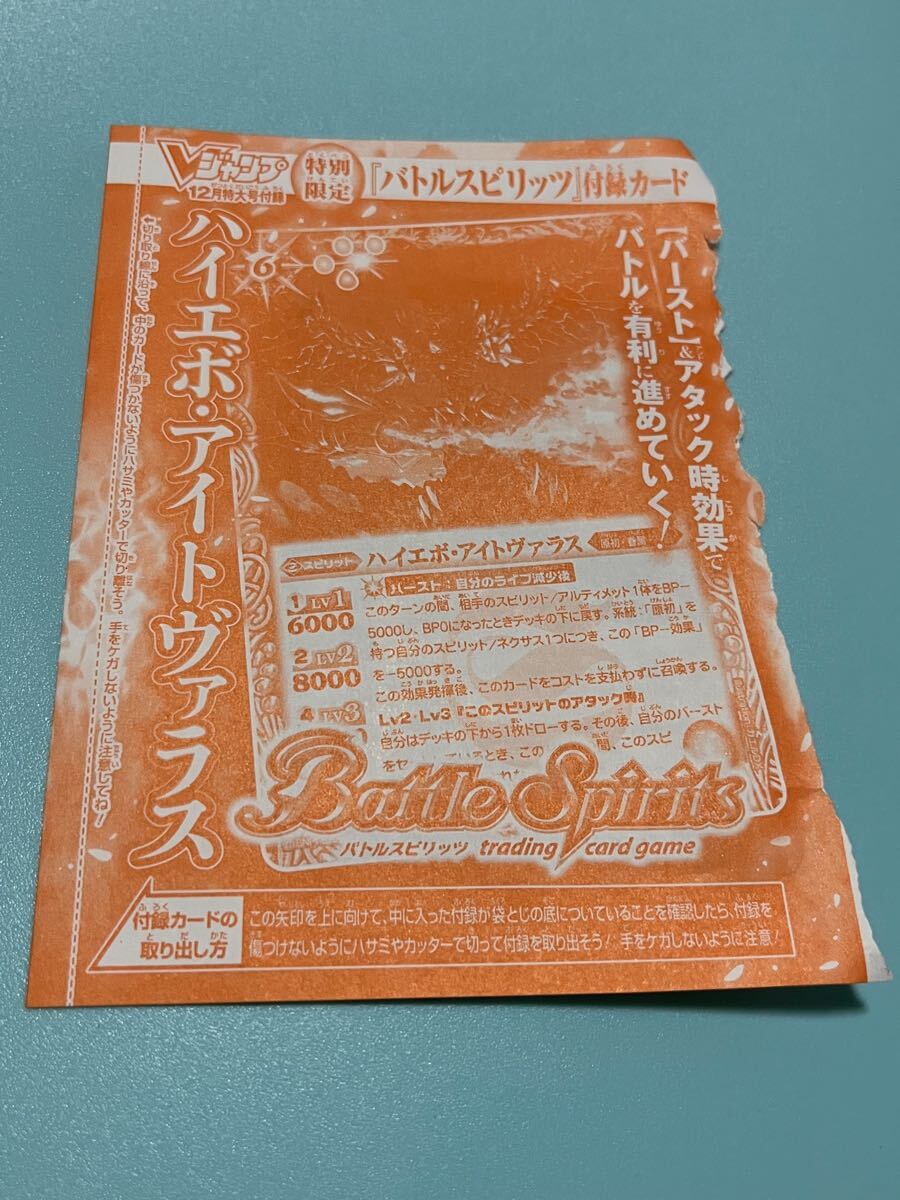 Vジャンプ
12月特大号付録
特別
限定
『バトルスピリッツ』付録カード
【バースト】&アタック時効果で
バトルを有利に進めていく!
ハイエボ・アイトヴァラス
切り取り線に沿って、中のカードが傷つかないようにハサミやカッターで切り離そう。手をケガしないように注意してね!
6
スピリット
ハイエボ・アイトヴァラス
バースト:自分のライフ減少後
1 LV1
6000
このターンの間、相手のスピリット/アルティメット1体をBP-
5000し、BP0になったときデッキの下に戻す。系統:「原初」を
持つ自分のスピリット/ネクサス1つにつき、この「BP-効果」
を-5000する。
この効果発揮後、このカードをコストを支払わずに召喚する。
2 LV2
8000
4 LV3
Lv2・Lv3『このスピリットのアタック時』
自分はデッキの下から1枚ドローする。その後、自分のバースト
をセ
いるとき、この
間、このスピ
Battle Spirits
バトルスピリッツ trading card game
付録カードの
取り出し方
この矢印を上に向けて、中に入った付録が袋とじの底についていることを確認したら、付録を
傷つけないようにハサミやカッターで切って付録を取り出そう! 手をケガしないように注意!